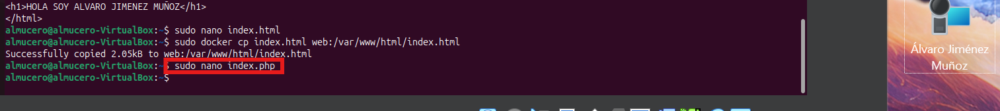 <h1>HOLA SOY ALVARO JIMENEZ MUÑOZ</h1>
</html>
almucero@almucero-VirtualBox:~$ sudo nano index.html
almucero@almucero-VirtualBox:~$ sudo docker cp index.html web:/var/www/html/index.html
Successfully copied 2.05kB to web:/var/www/html/index.html
almucero@almucero-VirtualBox:~$ sudo nano index.php
almucero@almucero-VirtualBox:~$
Álvaro Jiménez
Muñoz